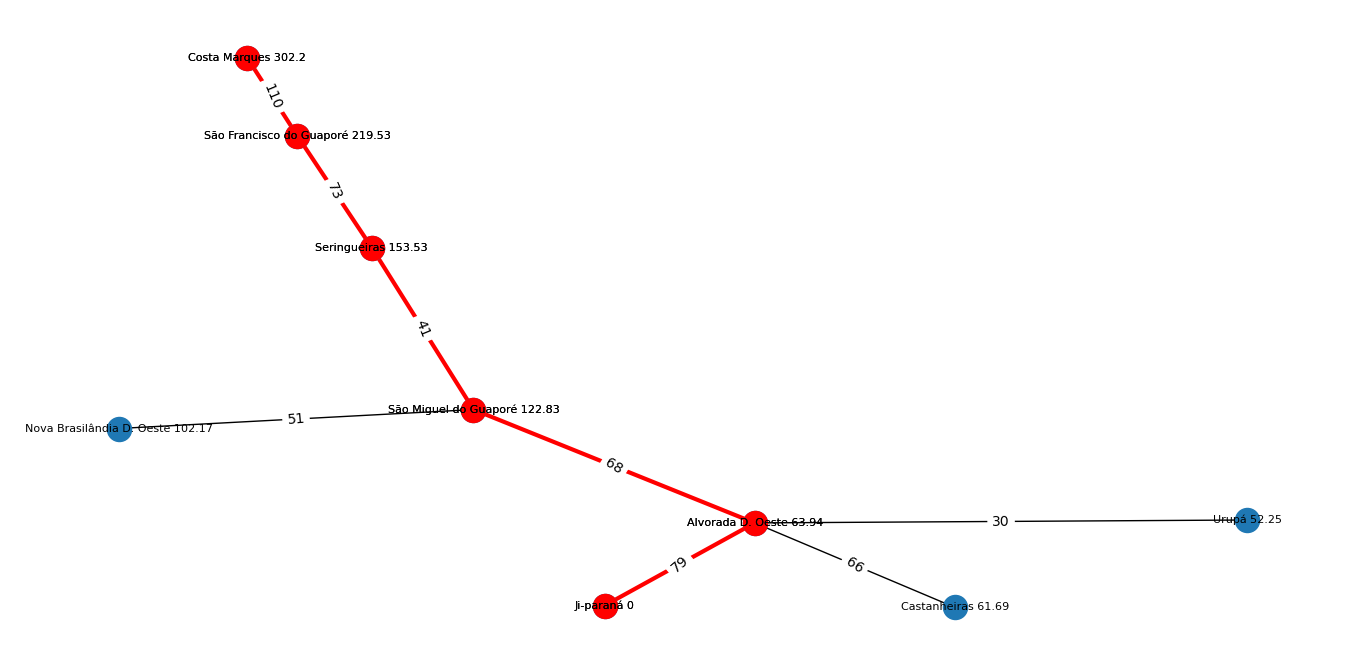 Costa Marques 302.2
110
São Francisco do Guaporé 219.53
73
Seringueiras 153.53
41
São Miguel do Guaporé 122.83
51
Nova Brasilândia D. Oeste 102.17
68
Alvorada D. Oeste 63.94
30
Urupá 52.25
79
66
Ji-paraná 0
Castanheiras 61.69